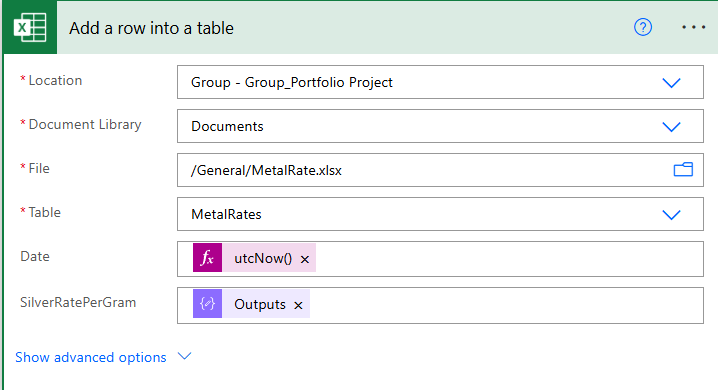 Add a row into a table
* Location
Group - Group_Portfolio Project
* Document Library
Documents
* File
/General/MetalRate.xlsx
* Table
MetalRates
Date
fx utcNow() ×
SilverRatePerGram
Outputs ×
Show advanced options